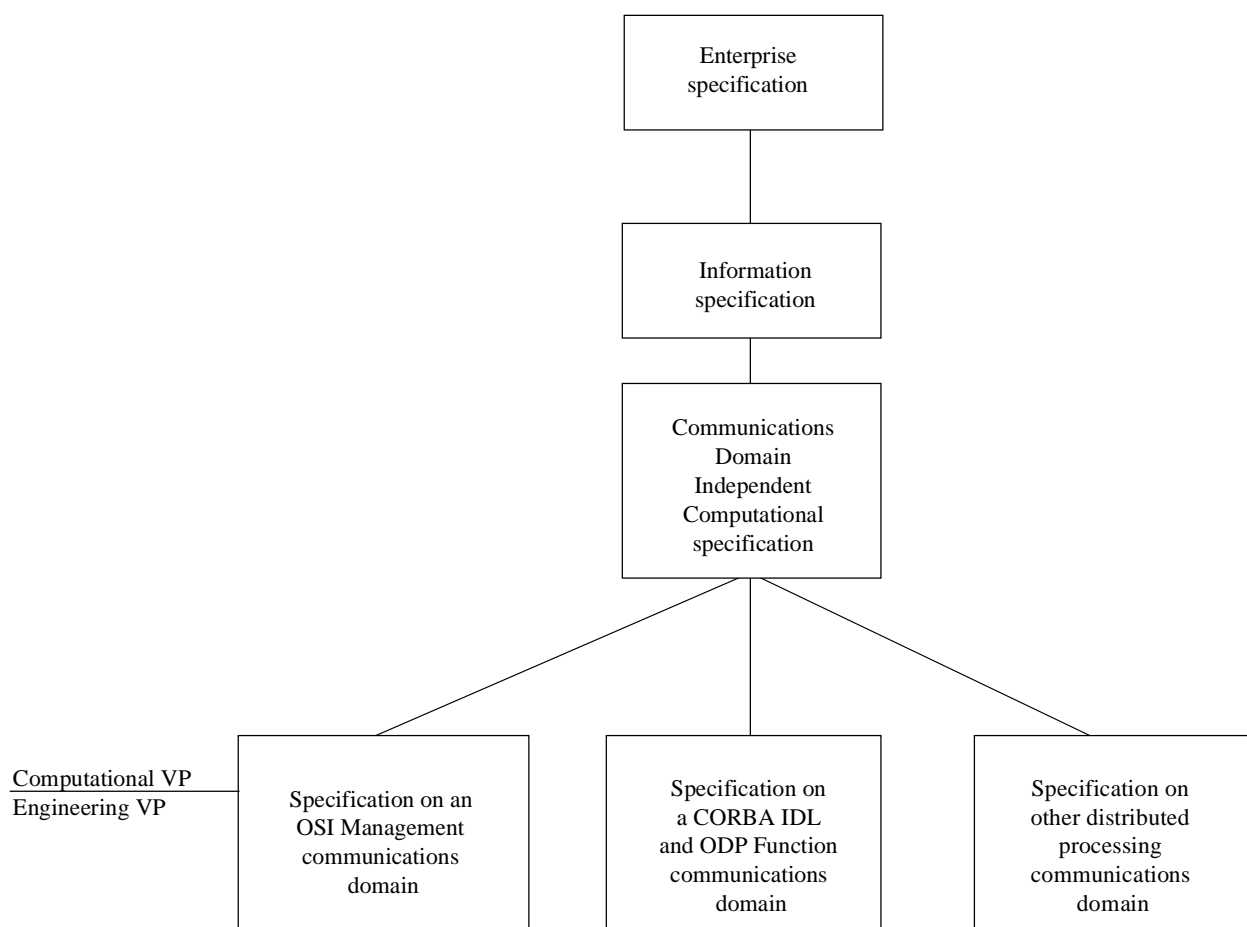 Enterprise
specification
Information
specification
Communications
Domain
Independent
Computational
specification
Computational VP
Engineering VP
Specification on an
OSI Management
communications
domain
Specification on
a CORBA IDL
and ODP Function
communications
domain
Specification on
other distributed
processing
communications
domain